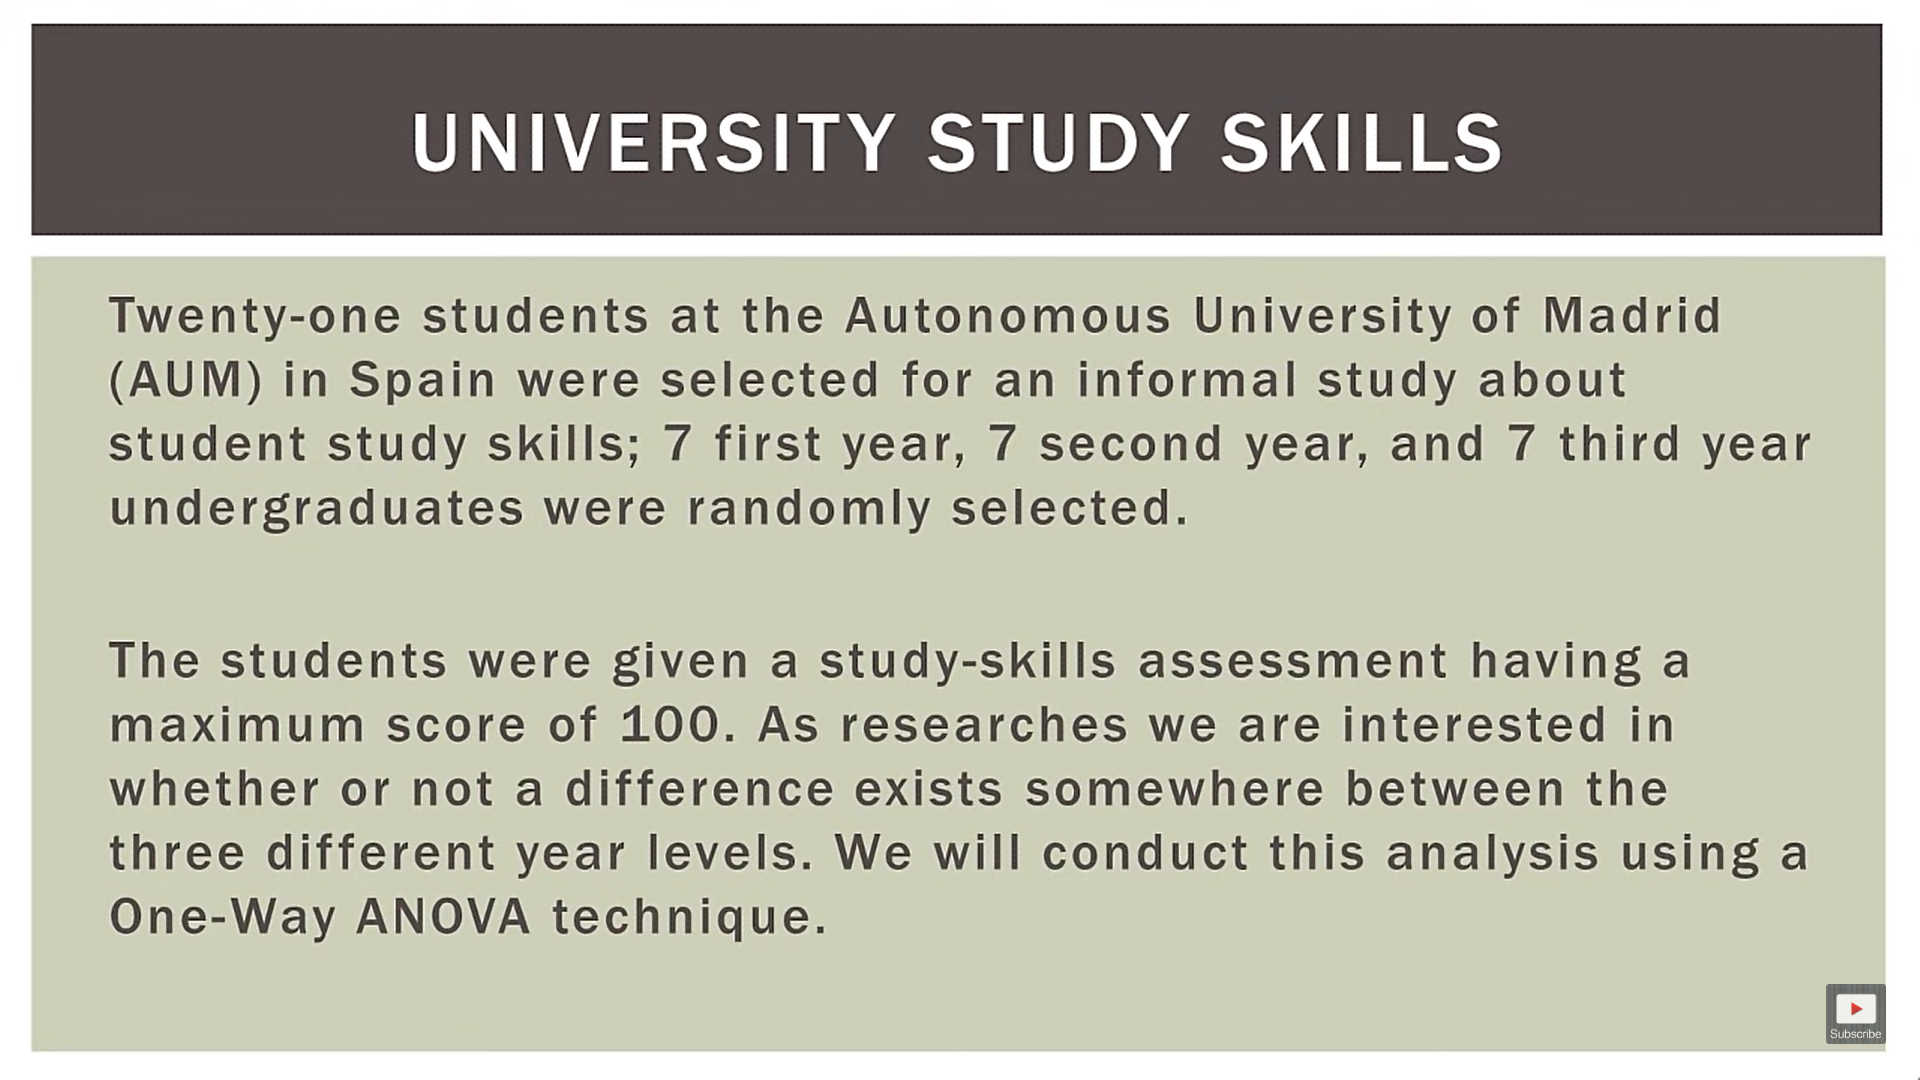 UNIVERSITY STUDY SKILLS
Twenty-one students at the Autonomous University of Madrid
(AUM) in Spain were selected for an informal study about
student study skills; 7 first year, 7 second year, and 7 third year
undergraduates were randomly selected.
The students were given a study-skills assessment having a
maximum score of 100. As researches we are interested in
whether or not a difference exists somewhere between the
three different year levels. We will conduct this analysis using a
One-Way ANOVA technique.
Subscribe